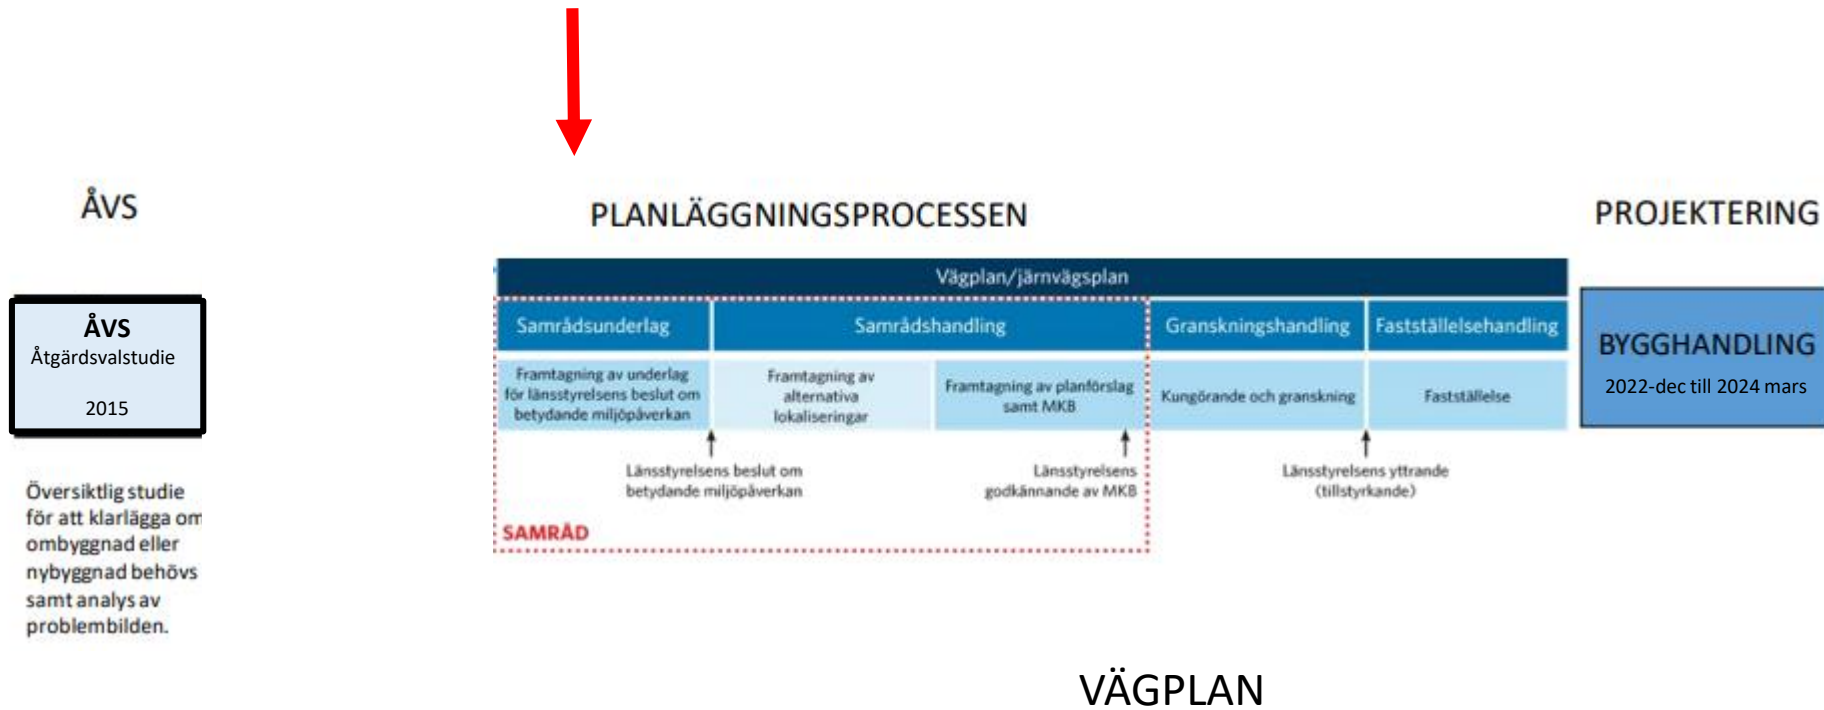 ÅVS
PLANLÄGGNINGSPROCESSEN
PROJEKTERING
ÅVS
Åtgärdsvalstudie
2015
Översiktlig studie
för att klarlägga om
ombyggnad eller
nybyggnad behövs
samt analys av
problembilden.
Vägplan/järnvägsplan
Samrådsunderlag
Samrådshandling
Granskningshandling
Fastställelsehandling
Framtagning av underlag
för länsstyrelsens beslut om
betydande miljöpåverkan
Framtagning av
alternativa
lokaliseringar
Framtagning av planförslag
samt MKB
Kungörande och granskning
Fastställelse
Länsstyrelsens beslut om
betydande miljöpåverkan
Länsstyrelsens
godkännande av MKB
Länsstyrelsens yttrande
(tillstyrkande)
SAMRÅD
BYGGHANDLING
2022-dec till 2024 mars
VÄGPLAN